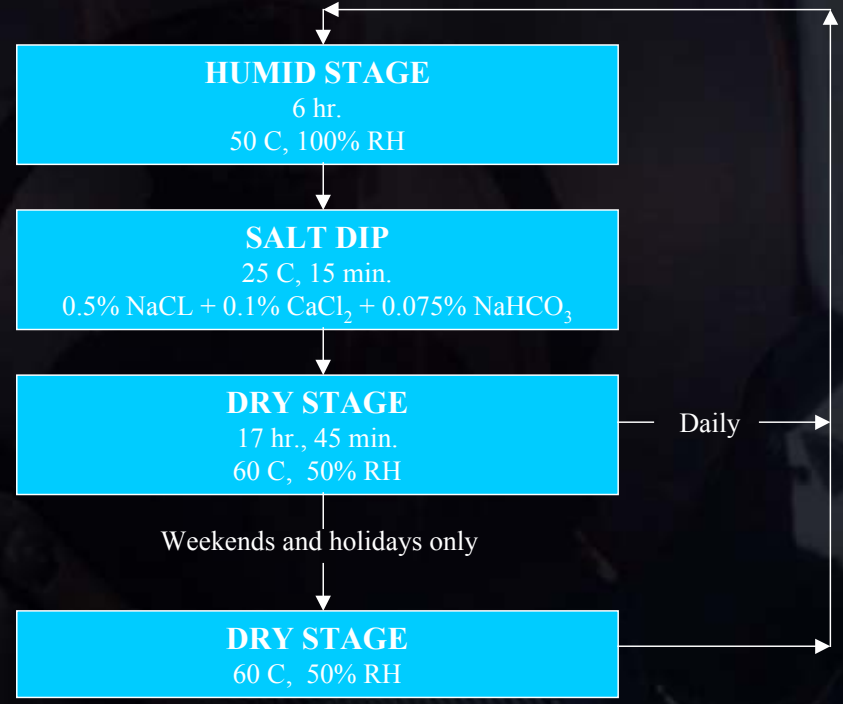 HUMID STAGE
6 hr.
50 C, 100% RH
SALT DIP
25 C, 15 min.
0.5% NaCL + 0.1% CaCl₂ + 0.075% NaHCO₃
DRY STAGE
17 hr., 45 min.
60 C, 50% RH
Daily
Weekends and holidays only
DRY STAGE
60 C, 50% RH